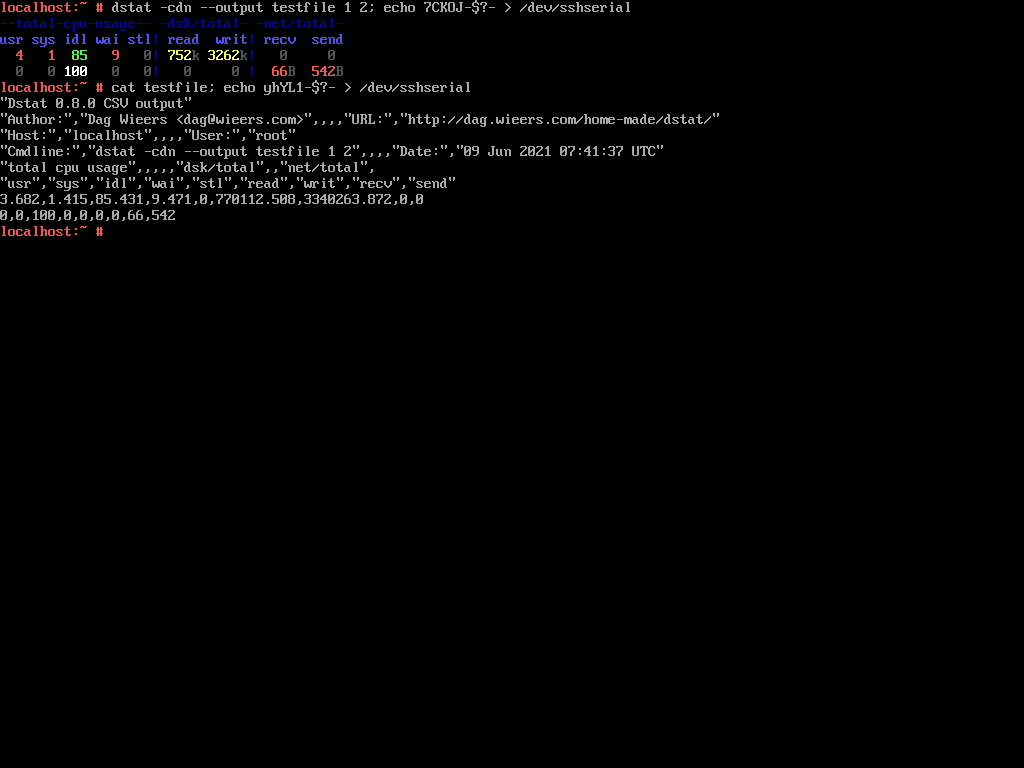 localhost:~ # dstat -cdn --output testfile 1 2; echo 7CKOJ-$?- > /dev/sshserial
--total-cpu-usage-- -dsk/total- -net/total-
usr sys idl wai stl| read  writ| recv  send
  4   1  85   9   0| 752k 3262k|   0     0
  0   0 100   0   0|   0     0 |  66B  542B
localhost:~ # cat testfile; echo yhYL1-$?- > /dev/sshserial
"Dstat 0.8.0 CSV output"
"Author:","Dag Wieers <dag@wieers.com>",,,,"URL:","http://dag.wieers.com/home-made/dstat/"
"Host:","localhost",,,,"User:","root"
"Cmdline:","dstat -cdn --output testfile 1 2",,,,"Date:","09 Jun 2021 07:41:37 UTC"
"total cpu usage",,,,,"dsk/total",,"net/total",
"usr","sys","idl","wai","stl","read","writ","recv","send"
3.682,1.415,85.431,9.471,0,770112.508,3340263.872,0,0
0,0,100,0,0,0,0,66,542
localhost:~ #